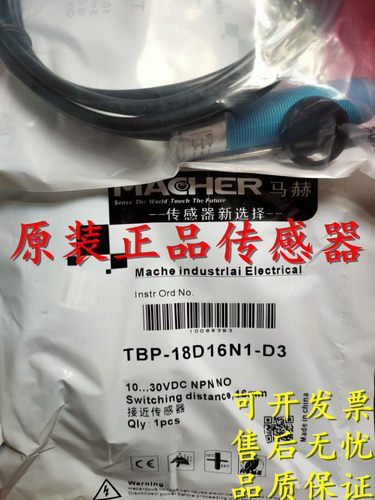 MACHER 马赫
Sense The World Touch The Future
---传感器新选择---
原装正品传感器
Mache industrlai Electrical
Instr Ord No.
10088393
TBP-18D16N1-D3
10...30VDC NPN NO
Switching distance, 16mm
接近传感器
Qlty : 1pcs
Made in china
可开发票
售后无忧
品质保证
WARNING